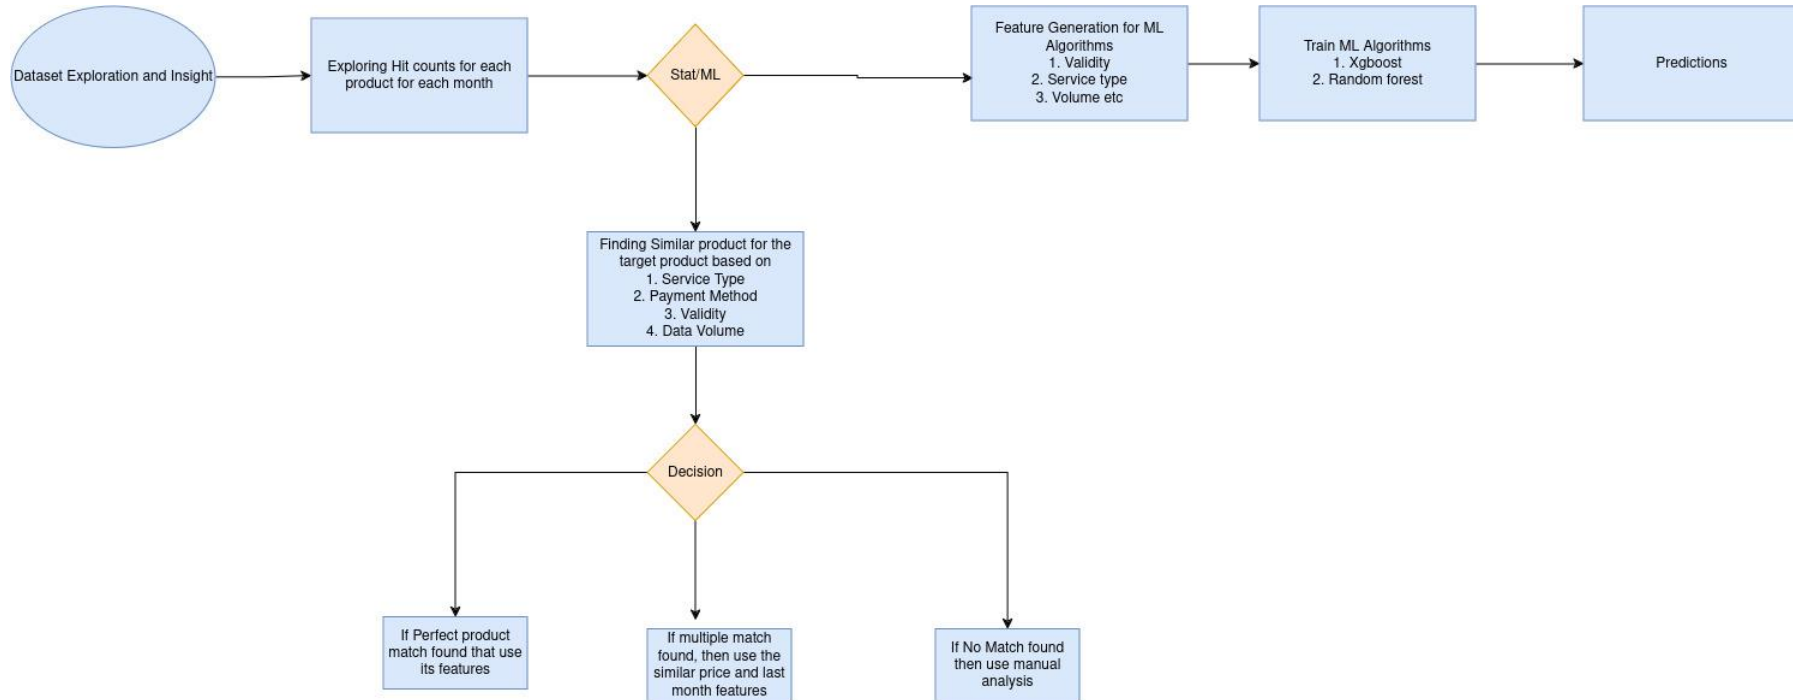 Dataset Exploration and Insight
Exploring Hit counts for each
product for each month
Stat/ML
Feature Generation for ML
Algorithms
1. Validity
2. Service type
3. Volume etc
Train ML Algorithms
1. Xgboost
2. Random forest
Predictions
Finding Similar product for the
target product based on
1. Service Type
2. Payment Method
3. Validity
4. Data Volume
Decision
If Perfect product
match found that use
its features
If multiple match
found, then use the
similar price and last
month features
If No Match found
then use manual
analysis